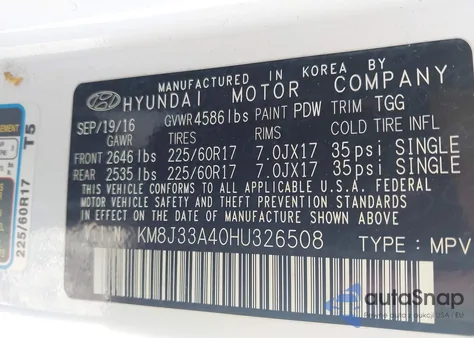 MANUFACTURED IN KOREA BY
HYUNDAI MOTOR COMPANY
SEP/19/16 GVWR 4586 lbs PAINT PDW TRIM TGG
GAWR TIRES RIMS COLD TIRE INFL
FRONT 2646 lbs 225/60R17 7.0JX17 35psi SINGLE
REAR 2535 lbs 225/60R17 7.0JX17 35psi SINGLE
THIS VEHICLE CONFORMS TO ALL APPLICABLE U.S.A. FEDERAL
MOTOR VEHICLE SAFETY AND THEFT PREVENTION
STANDARDS IN EFFECT ON THE DATE OF MANUFACTURE
SHOWN ABOVE.
KM8J33A40HU326508 TYPE: MPV
T5
225/60R17
autoSnap